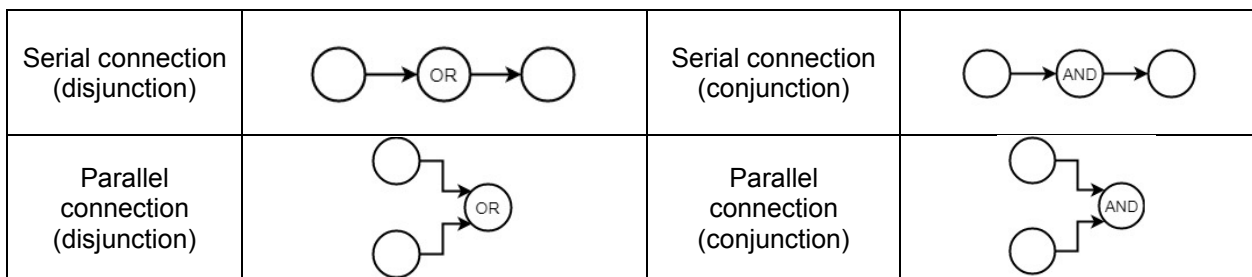 Serial connection
(disjunction)
OR
Serial connection
(conjunction)
AND
Parallel
connection
(disjunction)
OR
Parallel
connection
(conjunction)
AND